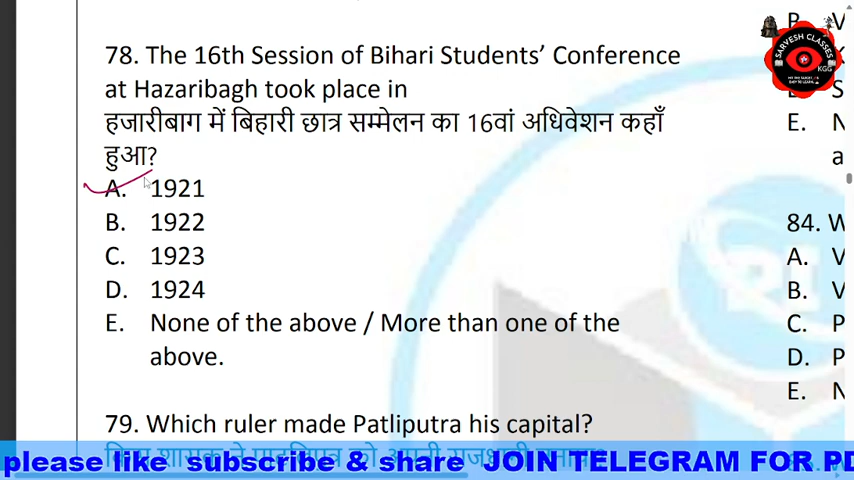 78. The 16th Session of Bihari Students’ Conference
at Hazaribagh took place in
हजारीबाग में बिहारी छात्र सम्मेलन का 16वां अधिवेशन कहाँ
हुआ?
A. 1921
B. 1922
C. 1923
D. 1924
E. None of the above / More than one of the
above.
79. Which ruler made Patliputra his capital?
B. V
S
E. N
a
84. W
A. V
B. V
C. P
D. P
E. N
SARVESH CLASSES
KGG
please like subscribe & share JOIN TELEGRAM FOR PD